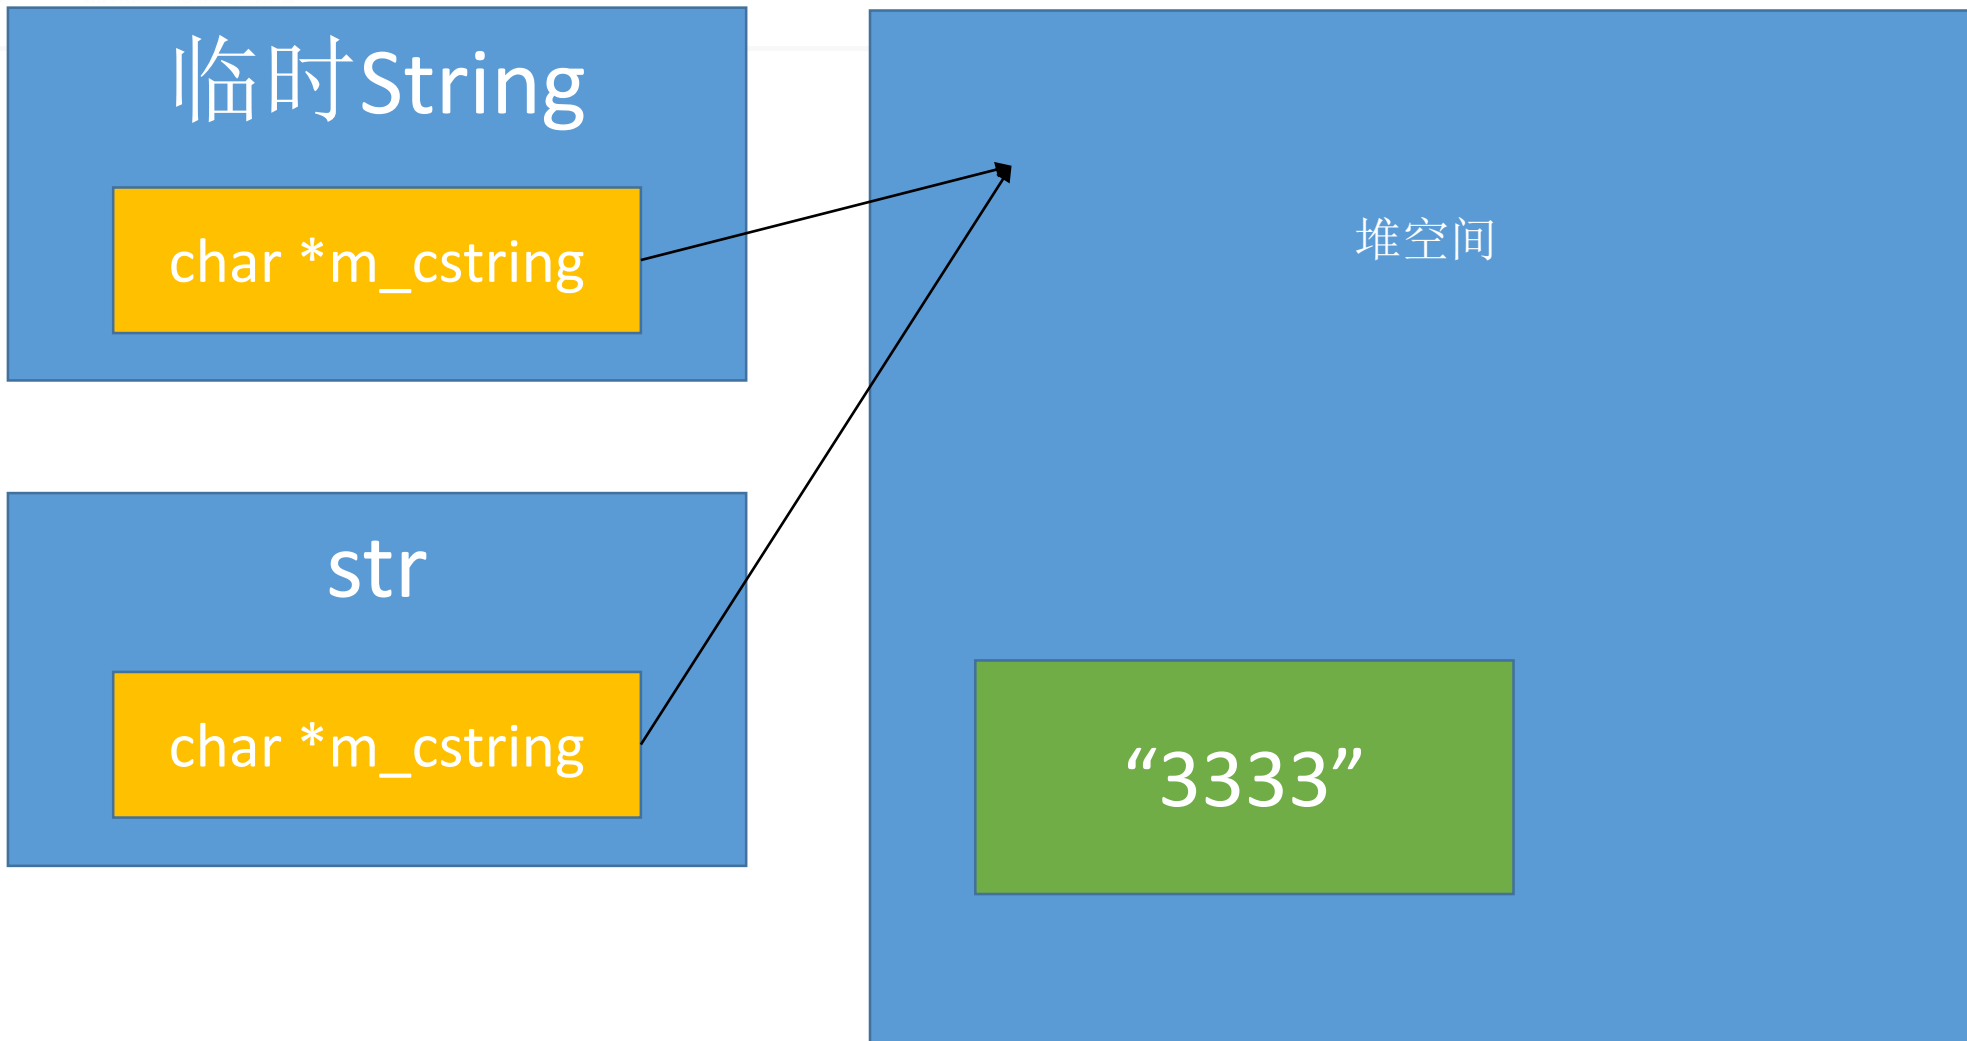 临时String
char *m_cstring
堆空间
str
char *m_cstring
“3333”